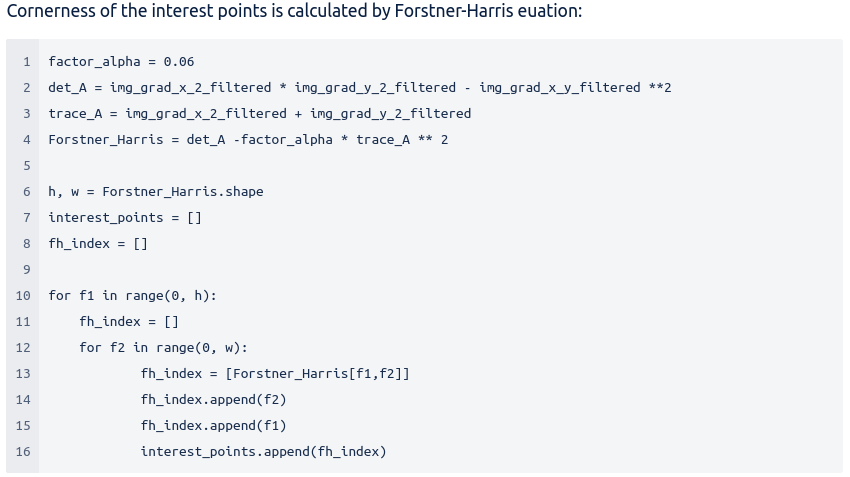 Cornerness of the interest points is calculated by Forstner-Harris euation:
1 factor_alpha = 0.06
2 det_A = img_grad_x_2_filtered * img_grad_y_2_filtered - img_grad_x_y_filtered **2
3 trace_A = img_grad_x_2_filtered + img_grad_y_2_filtered
4 Forstner_Harris = det_A -factor_alpha * trace_A ** 2
5
6 h, w = Forstner_Harris.shape
7 interest_points = []
8 fh_index = []
9
10 for f1 in range(0, h):
11     fh_index = []
12     for f2 in range(0, w):
13             fh_index = [Forstner_Harris[f1,f2]]
14             fh_index.append(f2)
15             fh_index.append(f1)
16             interest_points.append(fh_index)